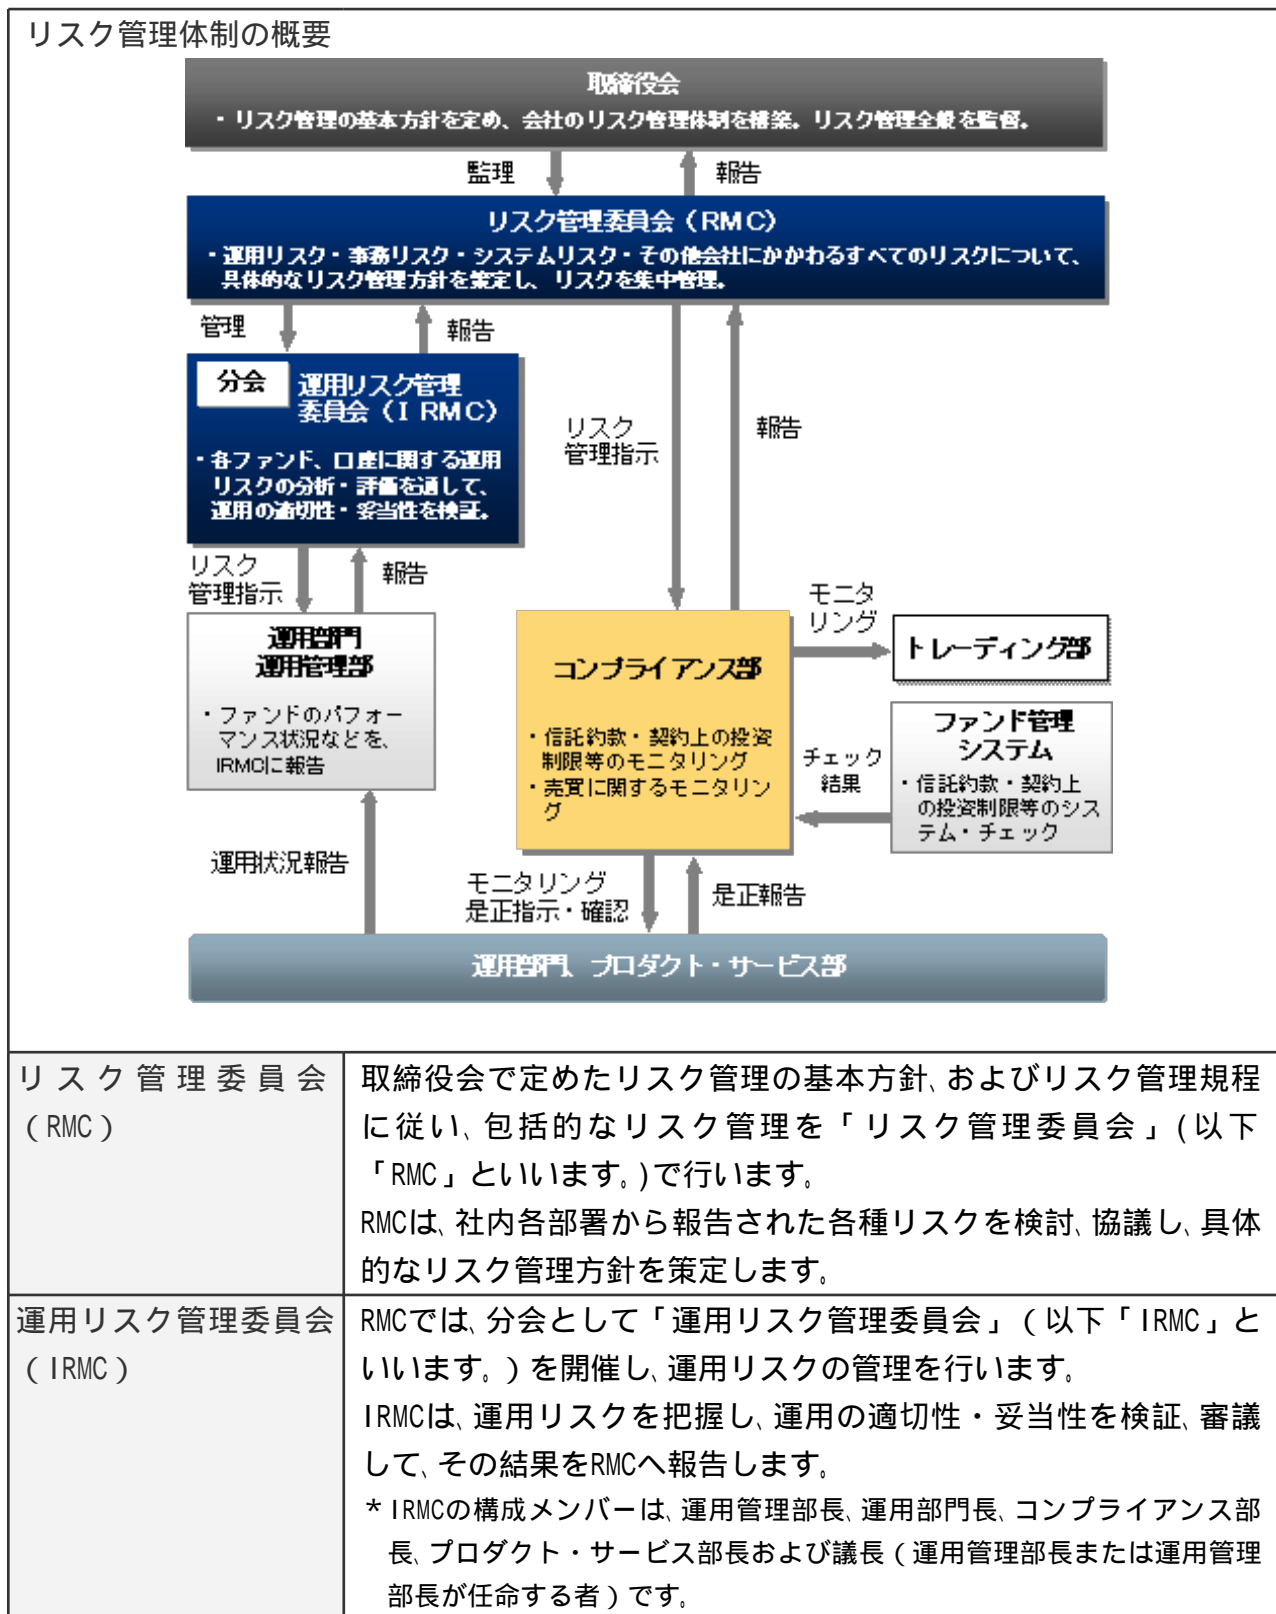 リスク管理体制の概要
取締役会
・リスク管理の基本方針を定め、会社のリスク管理体制を構築。リスク管理全般を監督。
監理
報告
リスク管理委員会（RMC）
・運用リスク・事務リスク・システムリスク・その他会社にかかわるすべてのリスクについて、
具体的なリスク管理方針を策定し、リスクを集中管理。
管理
報告
分会
運用リスク管理
委員会（IRMC）
・各ファンド、口座に関する運用
リスクの分析・評価を通して、
運用の適切性・妥当性を検証。
リスク
管理指示
報告
リスク
管理指示
報告
運用部門
運用管理部
・ファンドのパフォー
マンス状況などを、
IRMCに報告
コンプライアンス部
・信託約款・契約上の投資
制限等のモニタリング
・売買に関するモニタリン
グ
モニタ
リング
トレーディング部
ファンド管理
システム
・信託約款・契約上
の投資制限等のシス
テム・チェック
チェック
結果
運用状況報告
モニタリング
是正指示・確認
是正報告
運用部門、プロダクト・サービス部
リスク管理委員会
（RMC）
取締役会で定めたリスク管理の基本方針、およびリスク管理規程
に従い、包括的なリスク管理を「リスク管理委員会」(以下
「RMC」といいます。)で行います。
RMCは、社内各部署から報告された各種リスクを検討、協議し、具体
的なリスク管理方針を策定します。
運用リスク管理委員会
（IRMC）
RMCでは、分会として「運用リスク管理委員会」（以下「IRMC」と
いいます。）を開催し、運用リスクの管理を行います。
IRMCは、運用リスクを把握し、運用の適切性・妥当性を検証、審議
して、その結果をRMCへ報告します。
＊IRMCの構成メンバーは、運用管理部長、運用部門長、コンプライアンス部
長、プロダクト・サービス部長および議長（運用管理部長または運用管理
部長が任命する者）です。